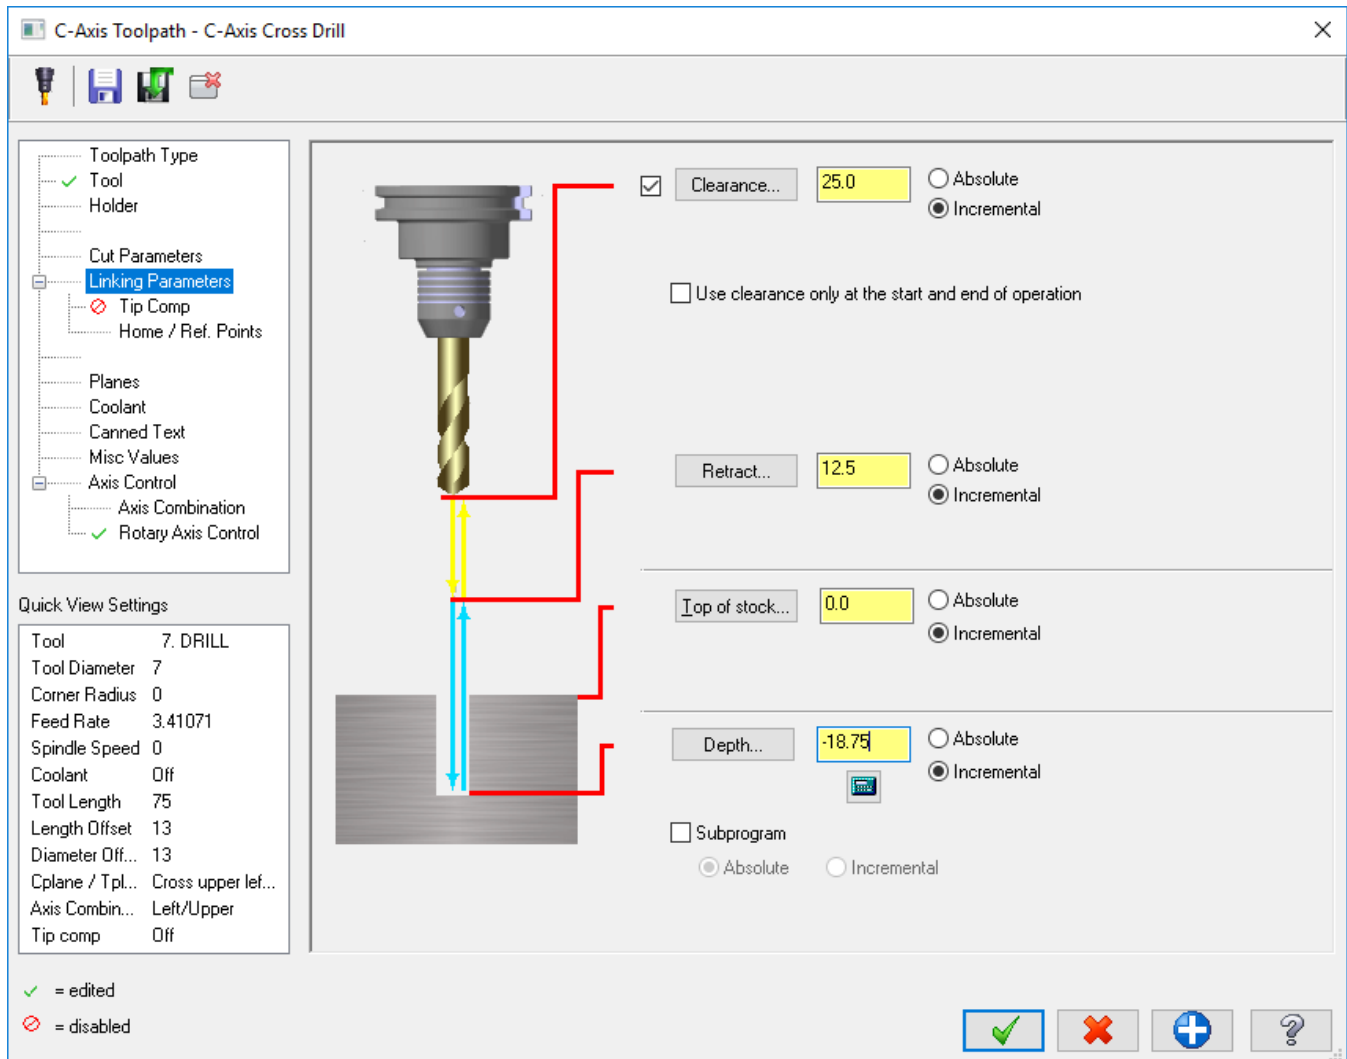 C-Axis Toolpath - C-Axis Cross Drill
Toolpath Type
Tool
Holder
Cut Parameters
Linking Parameters
Tip Comp
Home / Ref. Points
Planes
Coolant
Canned Text
Misc Values
Axis Control
Axis Combination
Rotary Axis Control
Quick View Settings
Tool 7. DRILL
Tool Diameter 7
Corner Radius 0
Feed Rate 3.41071
Spindle Speed 0
Coolant Off
Tool Length 75
Length Offset 13
Diameter Off... 13
Cplane / Tpl... Cross upper lef...
Axis Combin... Left/Upper
Tip comp Off
= edited
= disabled
Clearance... 25.0 Absolute
Incremental
Use clearance only at the start and end of operation
Retract... 12.5 Absolute
Incremental
Top of stock... 0.0 Absolute
Incremental
Depth... -18.75 Absolute
Incremental
Subprogram
Absolute Incremental